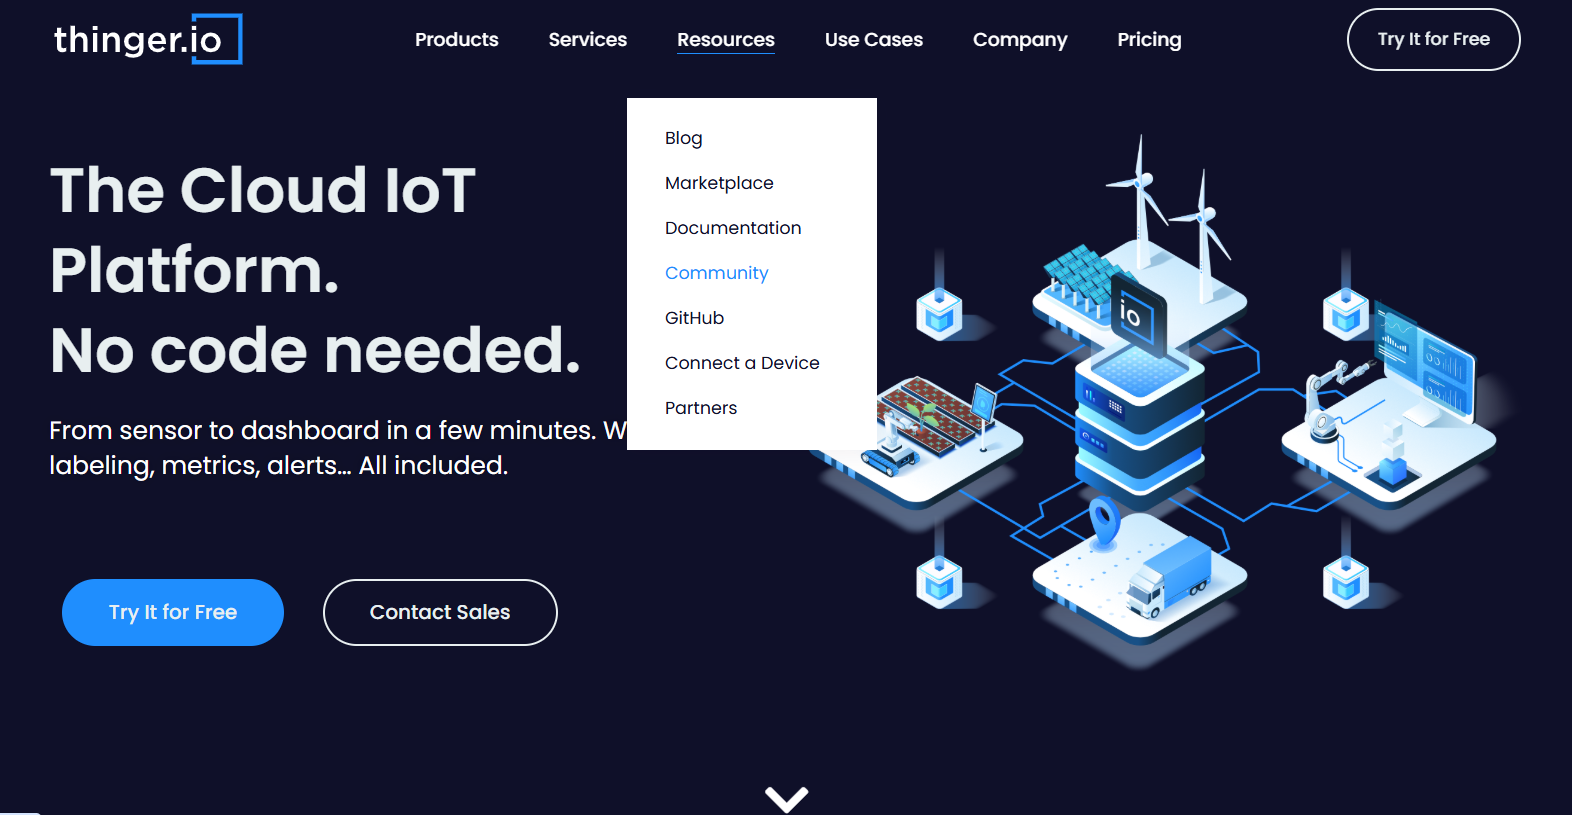 thinger.io
Products Services Resources Use Cases Company Pricing
Try It for Free
Blog
Marketplace
Documentation
Community
GitHub
Connect a Device
Partners
The Cloud IoT
Platform.
No code needed.
From sensor to dashboard in a few minutes. W
labeling, metrics, alerts... All included.
Try It for Free
Contact Sales
io